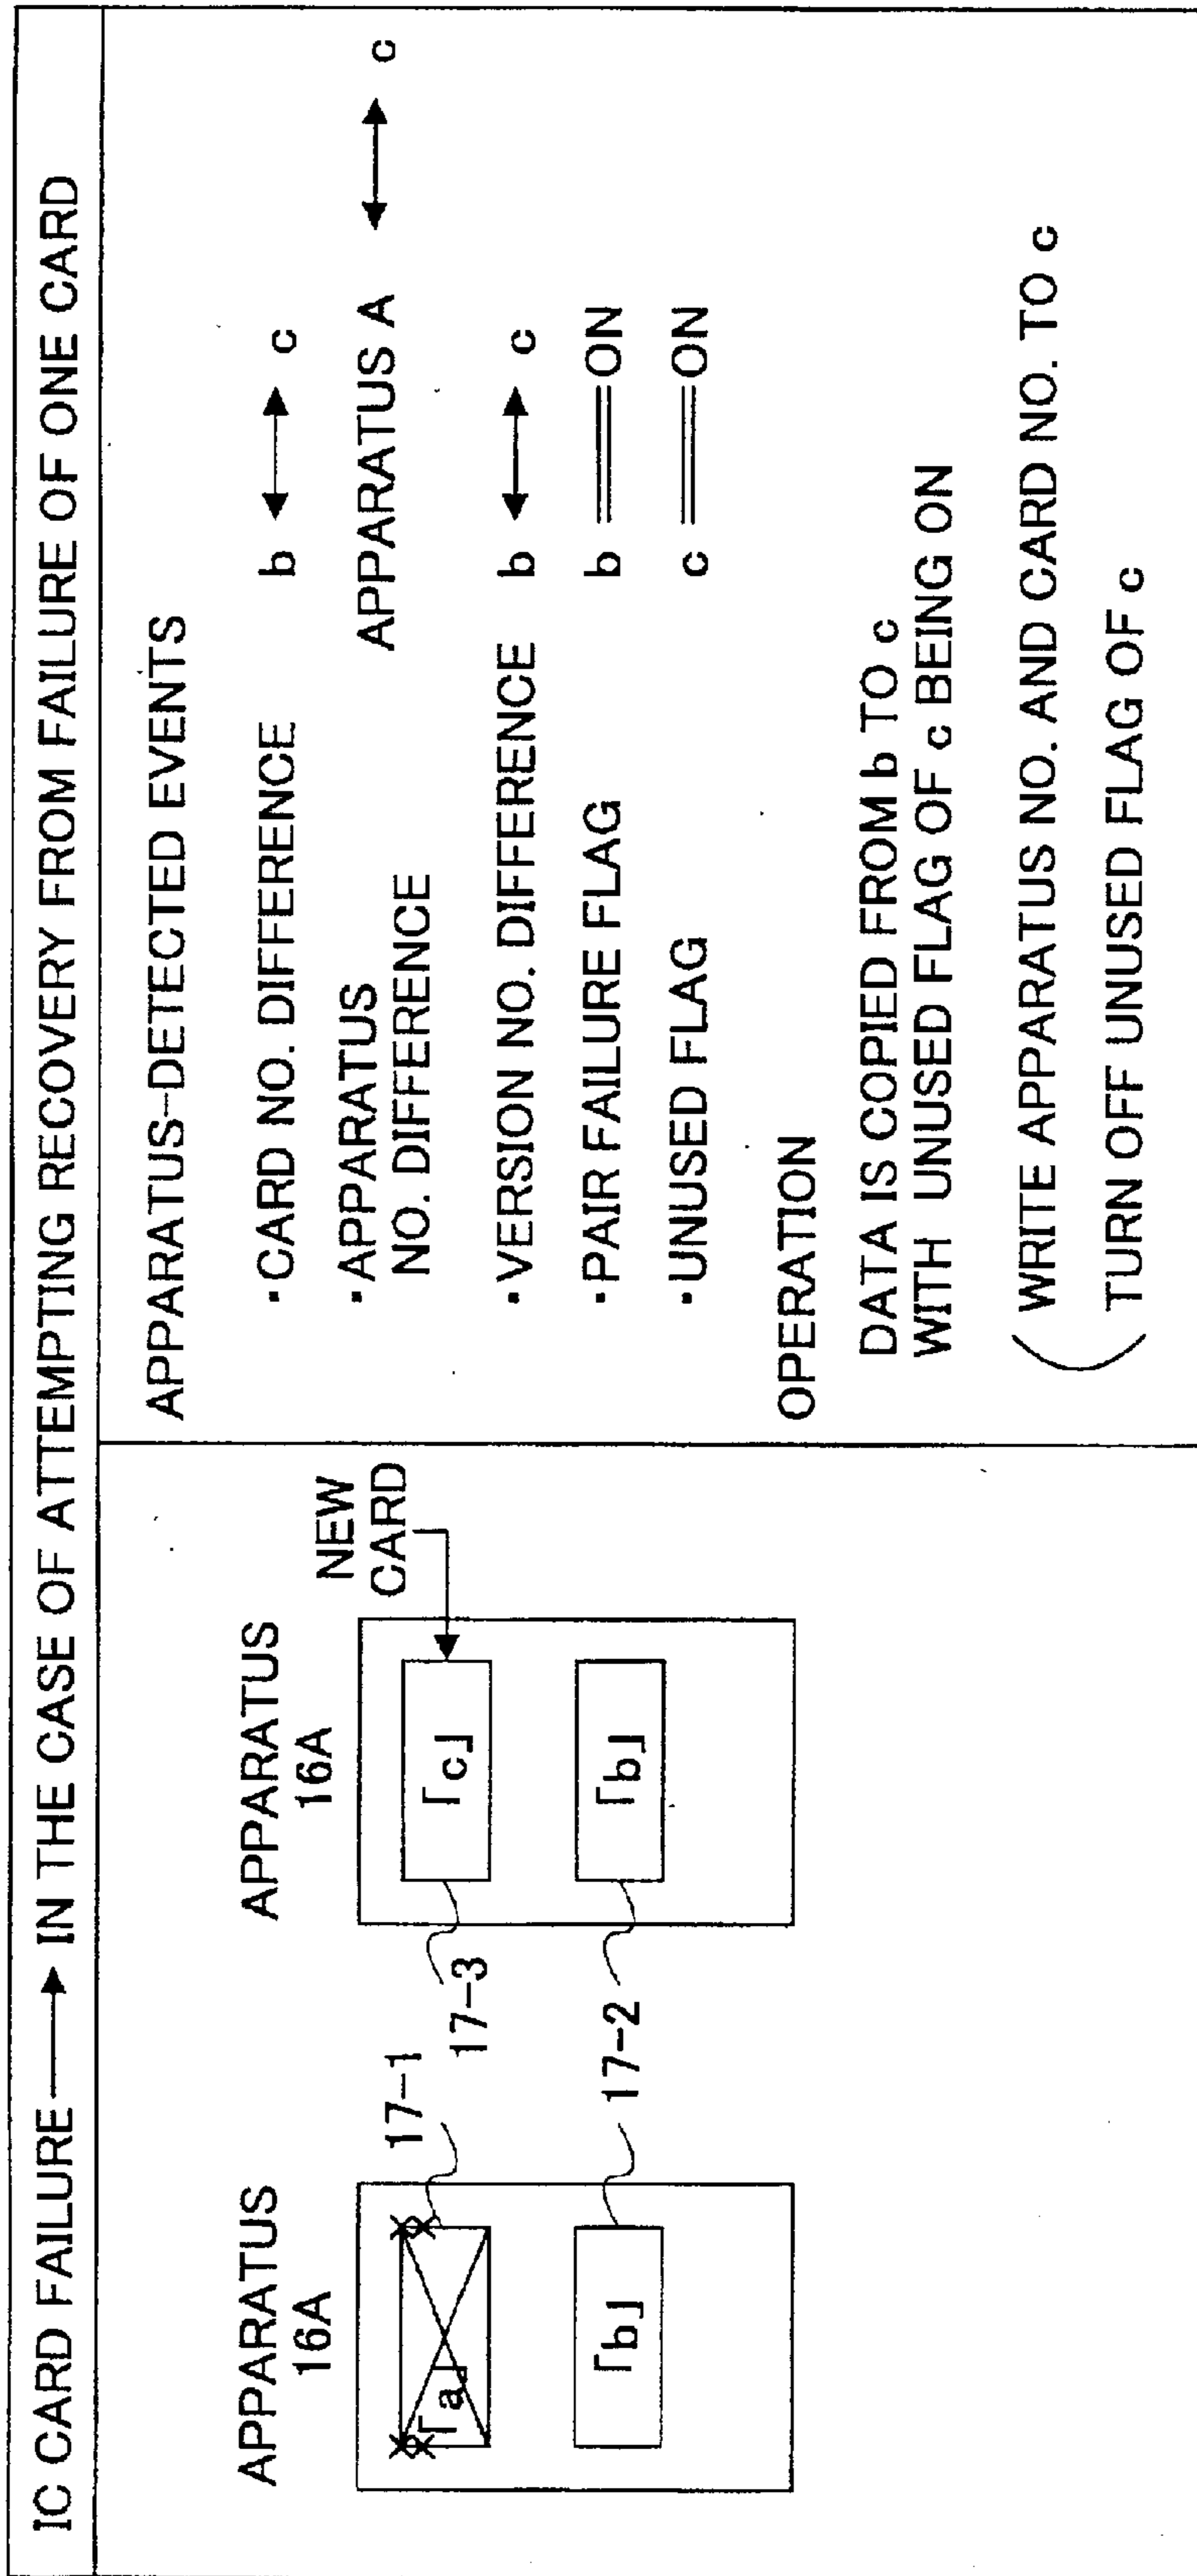 IC CARD FAILURE → IN THE CASE OF ATTEMPTING RECOVERY FROM FAILURE OF ONE CARD
APPARATUS
16A
「a」
17-1
「b」
17-2
APPARATUS
16A
NEW
CARD
「c」
17-3
「b」
APPARATUS-DETECTED EVENTS
・CARD NO. DIFFERENCE b ↔ c
・APPARATUS
NO. DIFFERENCE APPARATUS A ↔ c
・VERSION NO. DIFFERENCE b ↔ c
・PAIR FAILURE FLAG b ═ ON
・UNUSED FLAG c ═ ON
OPERATION
DATA IS COPIED FROM b TO c
WITH UNUSED FLAG OF c BEING ON
( WRITE APPARATUS NO. AND CARD NO. TO c
TURN OFF UNUSED FLAG OF c